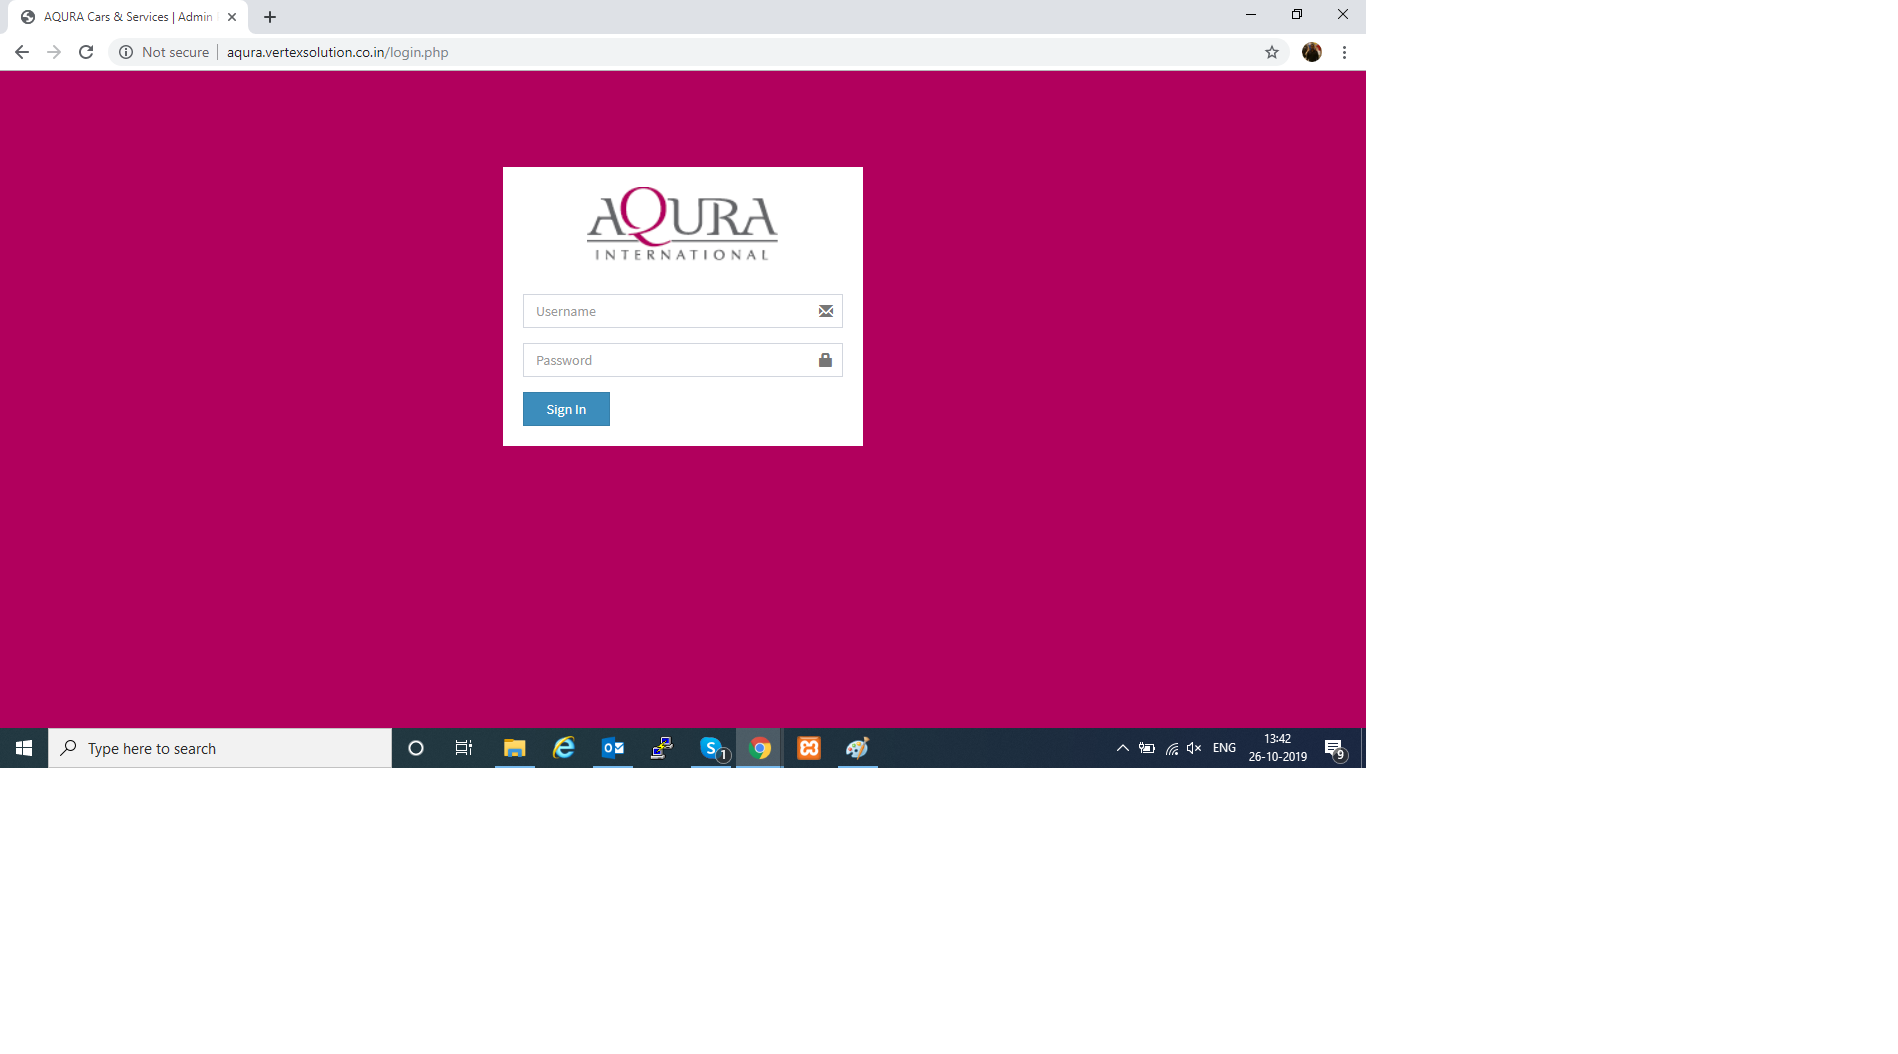 AQURA Cars & Services | Admin
Not secure
aqura.vertexsolution.co.in/login.php
AQURA
INTERNATIONAL
Username
Password
Sign In
Type here to search
1
ENG
13:42
26-10-2019
9